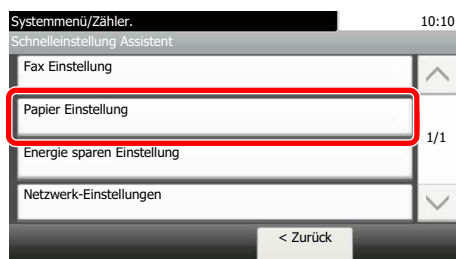 Systemmenü/Zähler. 10:10
Schnelleinstellung Assistent
Fax Einstellung
Papier Einstellung
1/1
Energie sparen Einstellung
Netzwerk-Einstellungen
< Zurück